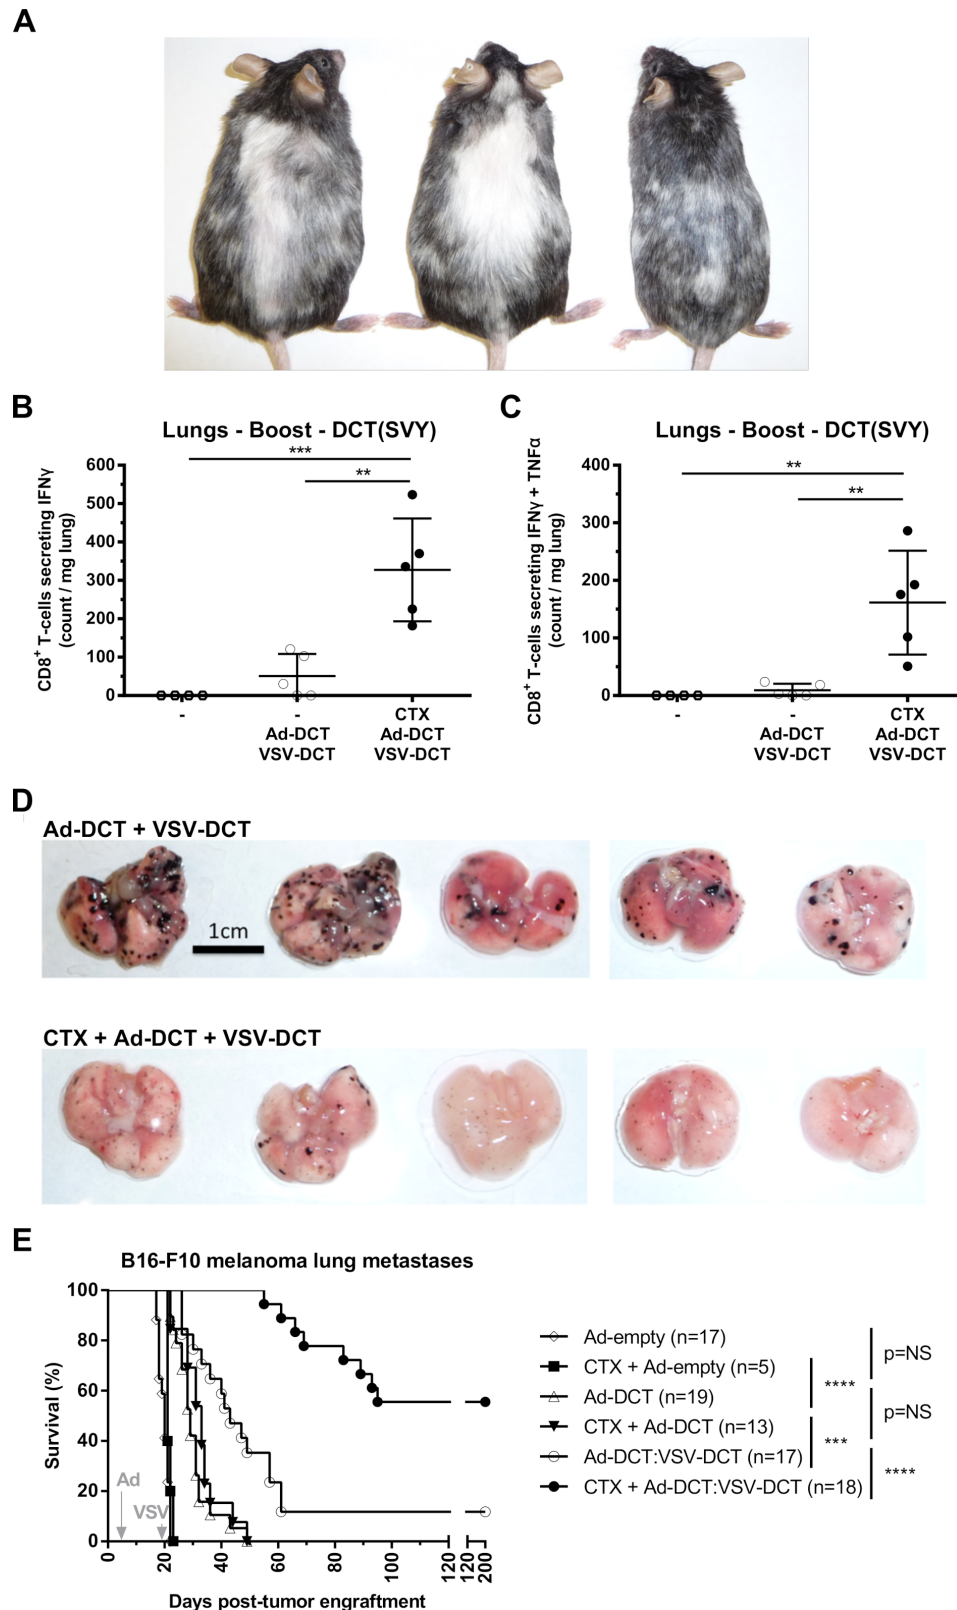 A
B
Lungs - Boost - DCT(SVY)
CD8+ T-cells secreting IFNγ
(count / mg lung)
600
500
400
300
200
100
0
***
**
-
-
Ad-DCT
VSV-DCT
CTX
Ad-DCT
VSV-DCT
C
Lungs - Boost - DCT(SVY)
CD8+ T-cells secreting IFNγ + TNFα
(count / mg lung)
400
300
200
100
0
**
**
-
-
Ad-DCT
VSV-DCT
CTX
Ad-DCT
VSV-DCT
D
Ad-DCT + VSV-DCT
1cm
CTX + Ad-DCT + VSV-DCT
E
B16-F10 melanoma lung metastases
Survival (%)
100
80
60
40
20
0
Ad
VSV
0
20
40
60
80
100
120
120
200
Days post-tumor engraftment
Ad-empty (n=17)
CTX + Ad-empty (n=5)
Ad-DCT (n=19)
CTX + Ad-DCT (n=13)
Ad-DCT:VSV-DCT (n=17)
CTX + Ad-DCT:VSV-DCT (n=18)
p=NS
****
p=NS
***
****